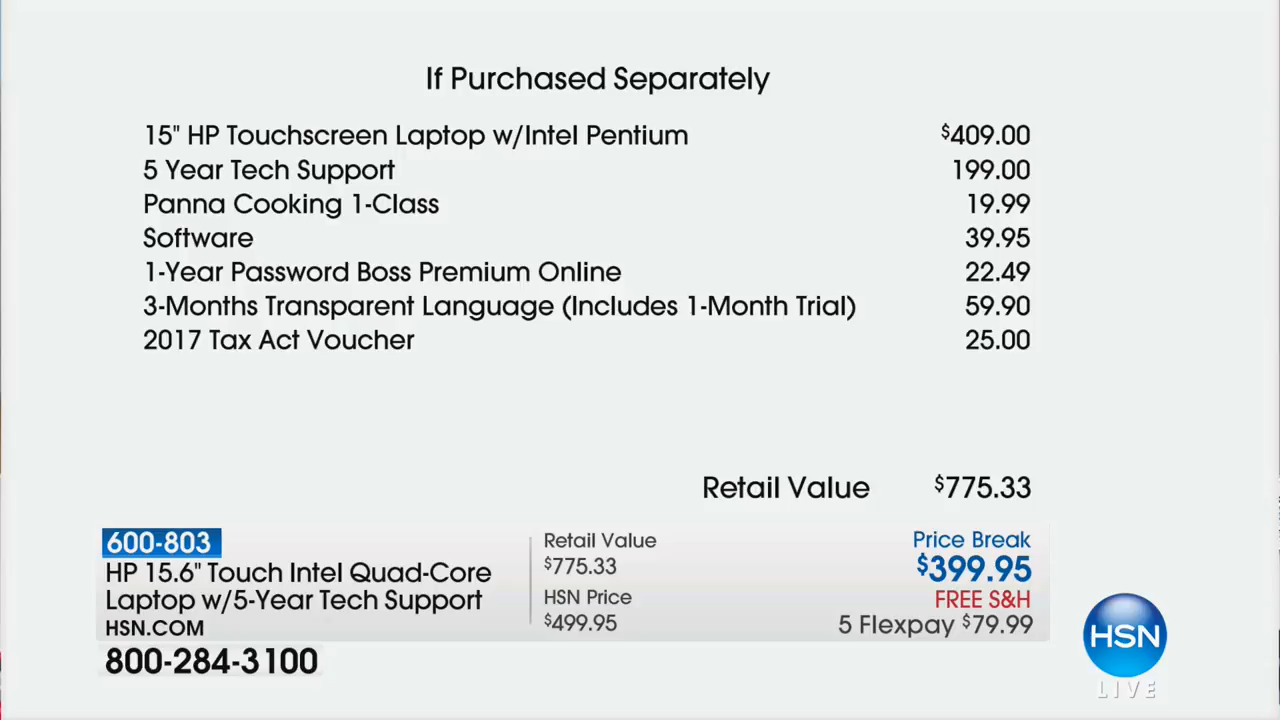 If Purchased Separately
15" HP Touchscreen Laptop w/Intel Pentium $409.00
5 Year Tech Support 199.00
Panna Cooking 1-Class 19.99
Software 39.95
1-Year Password Boss Premium Online 22.49
3-Months Transparent Language (Includes 1-Month Trial) 59.90
2017 Tax Act Voucher 25.00
Retail Value $775.33
600-803
HP 15.6" Touch Intel Quad-Core
Laptop w/5-Year Tech Support
HSN.COM
800-284-3100
Retail Value
$775.33
HSN Price
$499.95
Price Break
$399.95
FREE S&H
5 Flexpay $79.99
HSN
LIVE